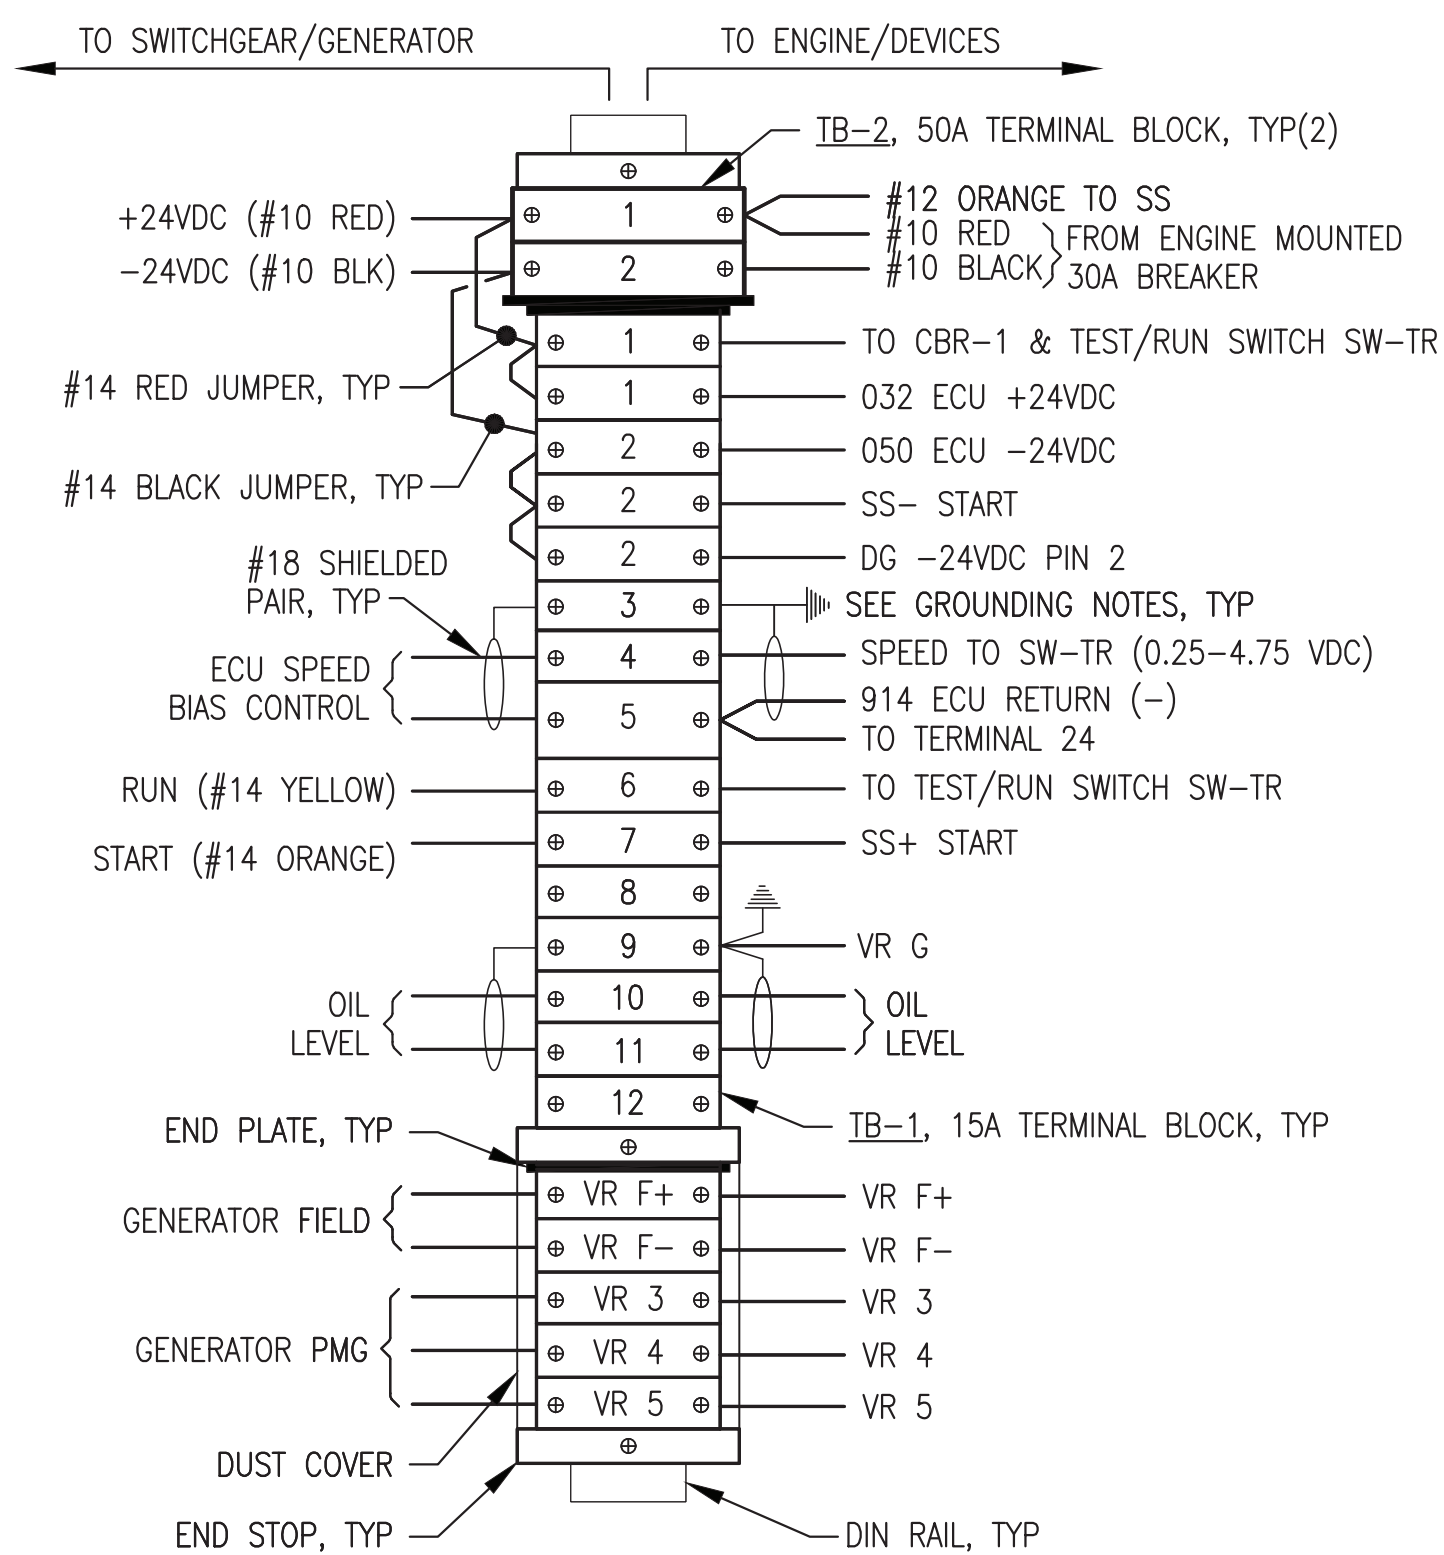 TO SWITCHGEAR/GENERATOR
TO ENGINE/DEVICES
TB-2, 50A TERMINAL BLOCK, TYP(2)
+24VDC (#10 RED)
1
#12 ORANGE TO SS
#10 RED
-24VDC (#10 BLK)
2
#10 BLACK
FROM ENGINE MOUNTED
30A BREAKER
1
TO CBR-1 & TEST/RUN SWITCH SW-TR
#14 RED JUMPER, TYP
1
032 ECU +24VDC
2
050 ECU -24VDC
#14 BLACK JUMPER, TYP
2
SS- START
2
DG -24VDC PIN 2
#18 SHIELDED
PAIR, TYP
3
SEE GROUNDING NOTES, TYP
ECU SPEED
BIAS CONTROL
4
SPEED TO SW-TR (0.25-4.75 VDC)
5
914 ECU RETURN (-)
TO TERMINAL 24
RUN (#14 YELLOW)
6
TO TEST/RUN SWITCH SW-TR
START (#14 ORANGE)
7
SS+ START
8
9
VR G
OIL
LEVEL
10
11
OIL
LEVEL
12
TB-1, 15A TERMINAL BLOCK, TYP
END PLATE, TYP
GENERATOR FIELD
VR F+
VR F+
VR F-
VR F-
GENERATOR PMG
VR 3
VR 3
VR 4
VR 4
VR 5
VR 5
DUST COVER
END STOP, TYP
DIN RAIL, TYP